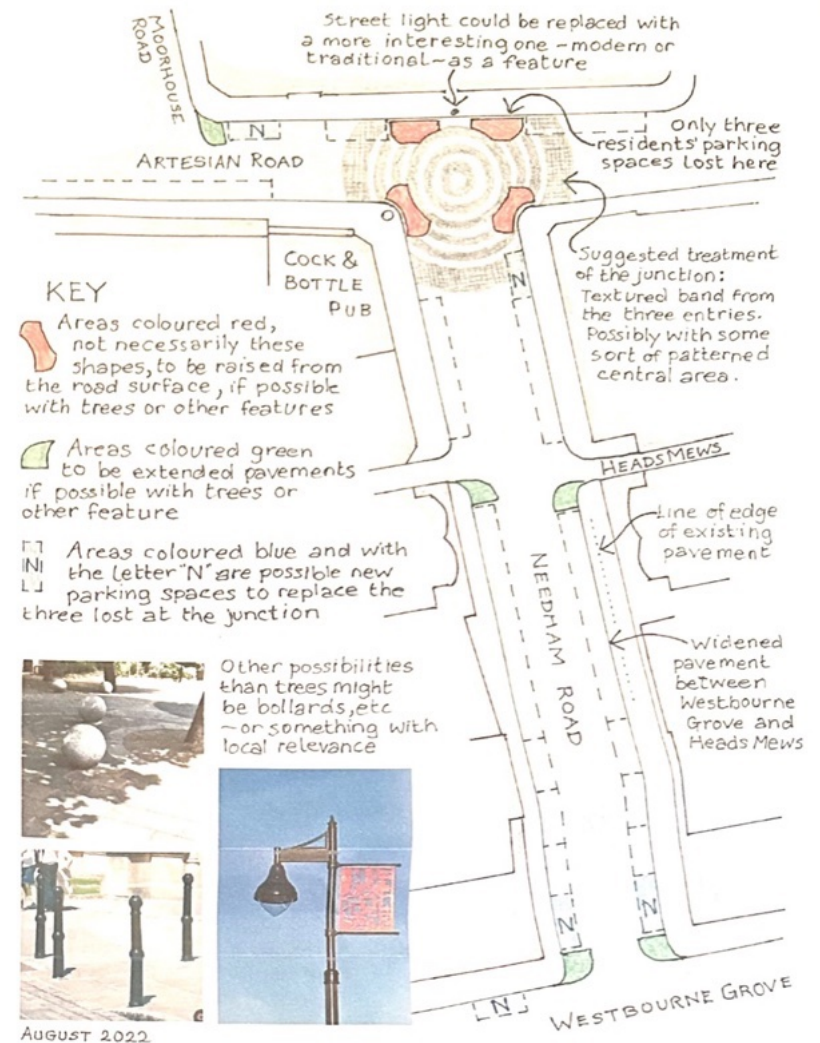 Street light could be replaced with
a more interesting one - modern or
traditional - as a feature
MOORHOUSE
ROAD
N
ARTESIAN ROAD
Only three
residents' parking
spaces lost here
COCK &
BOTTLE
PUB
N
Suggested treatment
of the junction:
Textured band from
the three entries.
Possibly with some
sort of patterned
central area.
KEY
Areas coloured red,
not necessarily these
shapes, to be raised from
the road surface, if possible
with trees or other features
Areas coloured green
to be extended pavements
if possible with trees or
other feature
N
Areas coloured blue and with
the letter "N" are possible new
parking spaces to replace the
three lost at the junction
HEADS MEWS
Line of edge
of existing
pavement
NEEDHAM ROAD
Widened
pavement
between
Westbourne
Grove and
Heads Mews
Other possibilities
than trees might
be bollards, etc
~ or something with
local relevance
N
N
N
WESTBOURNE GROVE
AUGUST 2022